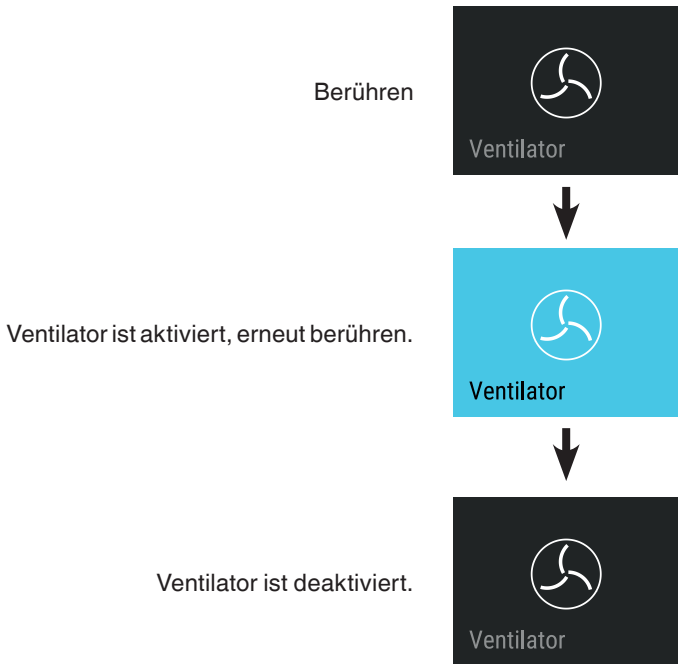 Berühren
Ventilator
Ventilator ist aktiviert, erneut berühren.
Ventilator
Ventilator ist deaktiviert.
Ventilator